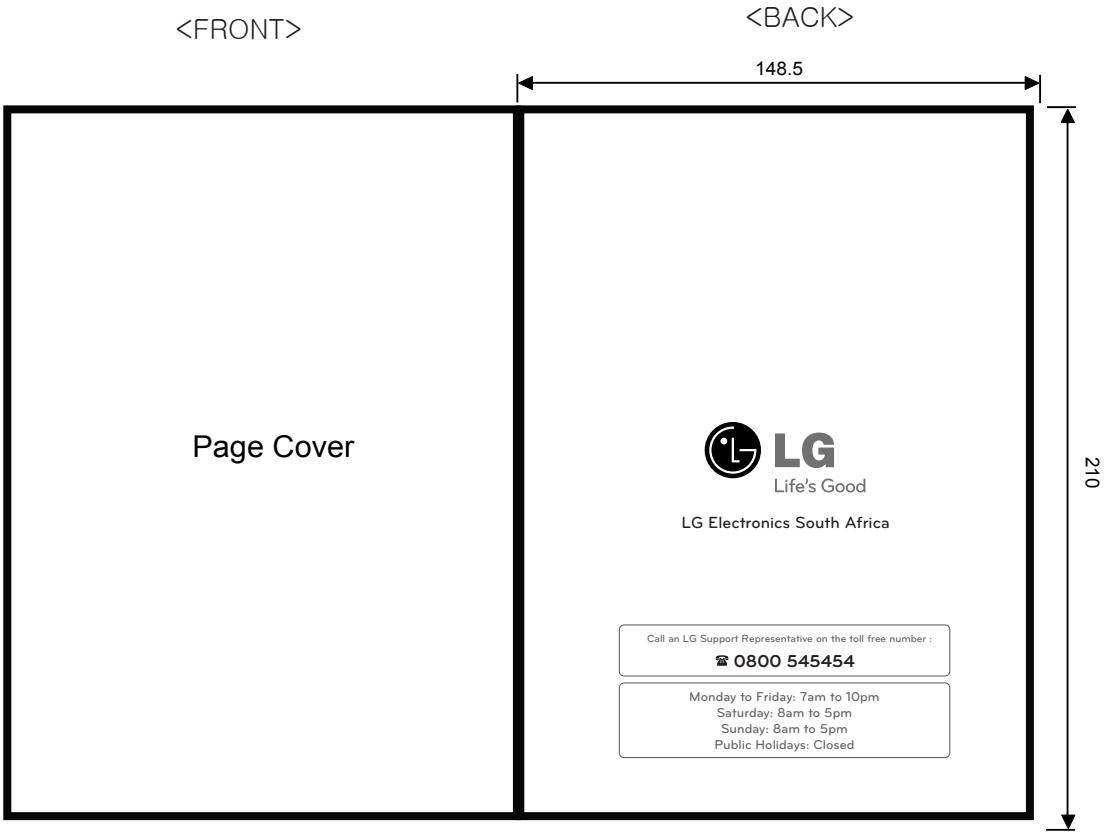 <FRONT>
<BACK>
148.5
210
Page Cover
LG
Life's Good
LG Electronics South Africa
Call an LG Support Representative on the toll free number :
☎ 0800 545454
Monday to Friday: 7am to 10pm
Saturday: 8am to 5pm
Sunday: 8am to 5pm
Public Holidays: Closed